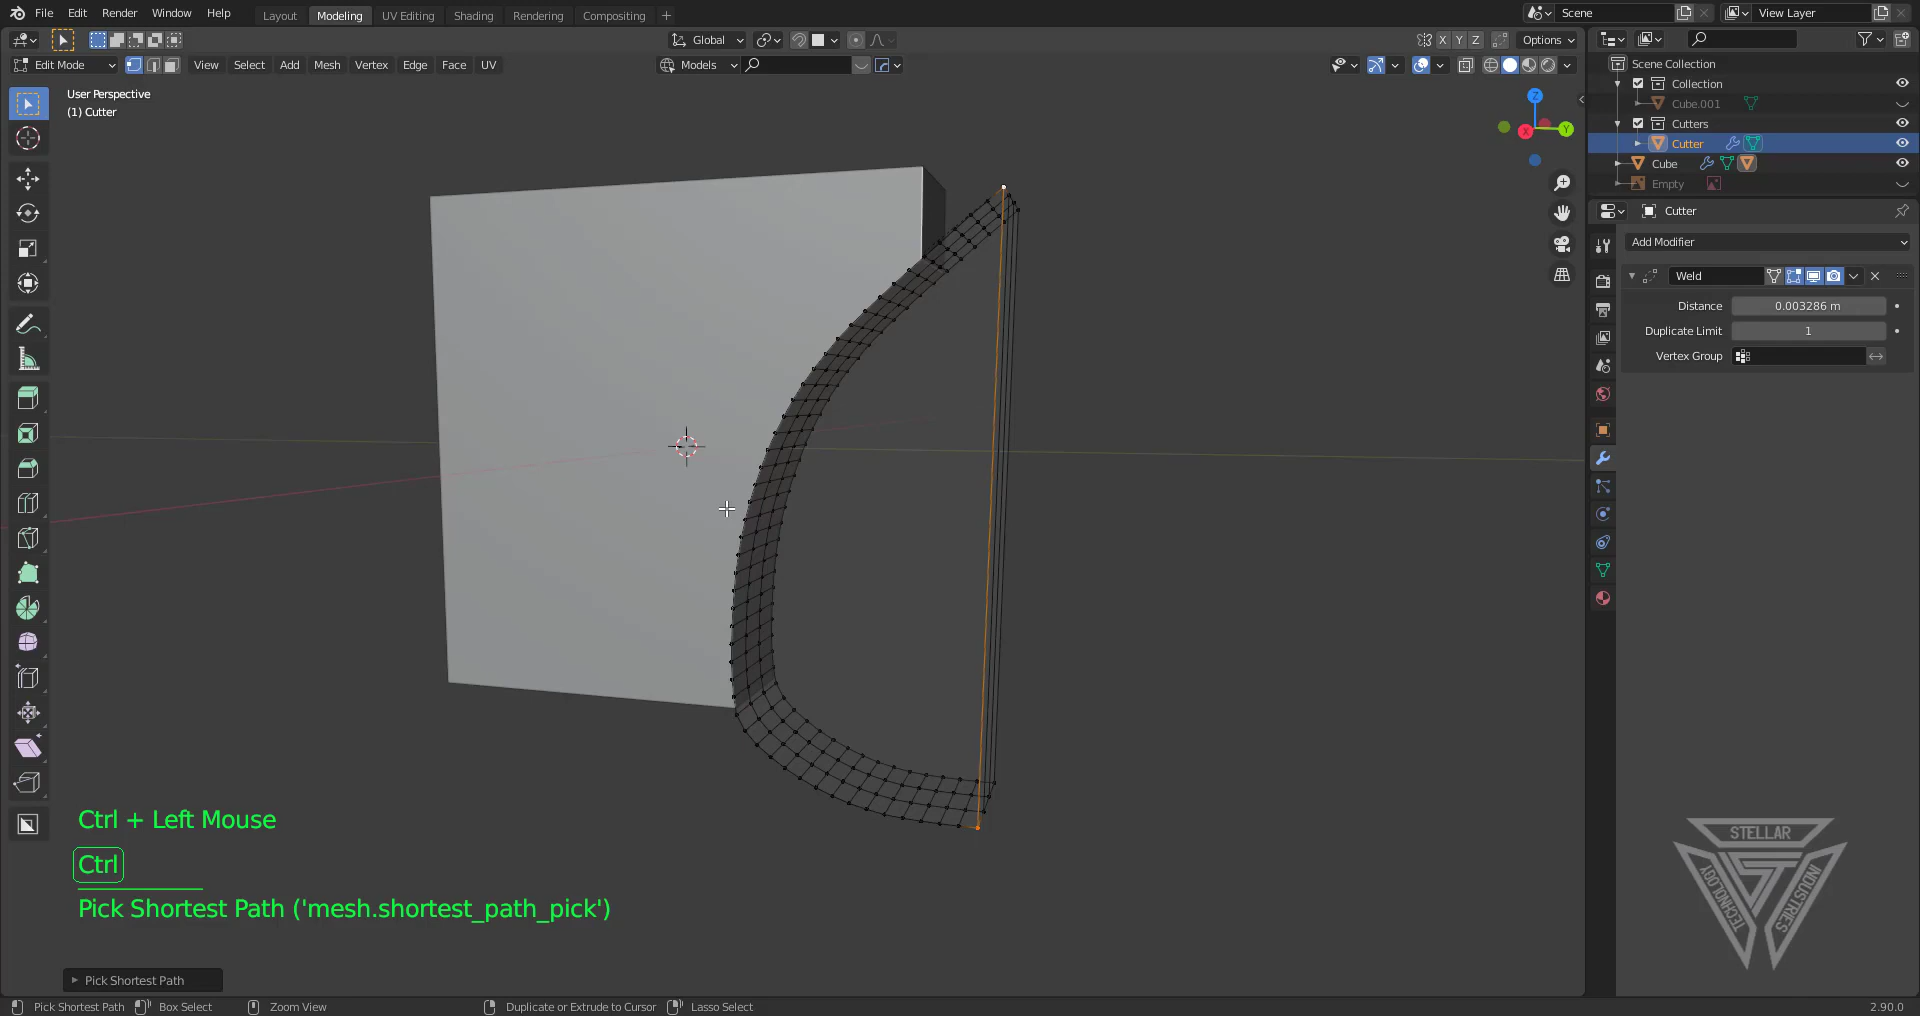 File Edit Render Window Help
Layout Modeling UV Editing Shading Rendering Compositing +
Scene View Layer
Global X Y Z Options
Edit Mode View Select Add Mesh Vertex Edge Face UV Models
User Perspective
(1) Cutter
Z
X Y
Scene Collection
Collection
Cube.001
Cutters
Cutter
Cube
Empty
Cutter
Add Modifier
Weld
Distance 0.003286 m
Duplicate Limit 1
Vertex Group
Ctrl + Left Mouse
Ctrl
Pick Shortest Path ('mesh.shortest_path_pick')
STELLAR
TECHNOLOGY
INDUSTRIES
Pick Shortest Path
Pick Shortest Path Box Select Zoom View Duplicate or Extrude to Cursor Lasso Select 2.90.0